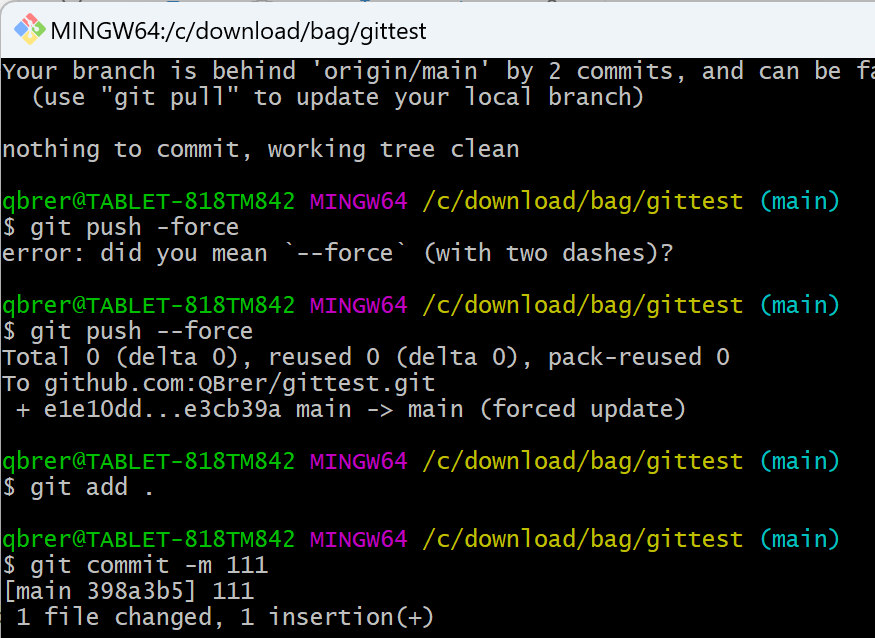 MINGW64:/c/download/bag/gittest
Your branch is behind 'origin/main' by 2 commits, and can be fa
(use "git pull" to update your local branch)
nothing to commit, working tree clean
qbrer@TABLET-818TM842 MINGW64 /c/download/bag/gittest (main)
$ git push -force
error: did you mean `--force` (with two dashes)?
qbrer@TABLET-818TM842 MINGW64 /c/download/bag/gittest (main)
$ git push --force
Total 0 (delta 0), reused 0 (delta 0), pack-reused 0
To github.com:QBrer/gittest.git
+ e1e10dd...e3cb39a main -> main (forced update)
qbrer@TABLET-818TM842 MINGW64 /c/download/bag/gittest (main)
$ git add .
qbrer@TABLET-818TM842 MINGW64 /c/download/bag/gittest (main)
$ git commit -m 111
[main 398a3b5] 111
1 file changed, 1 insertion(+)